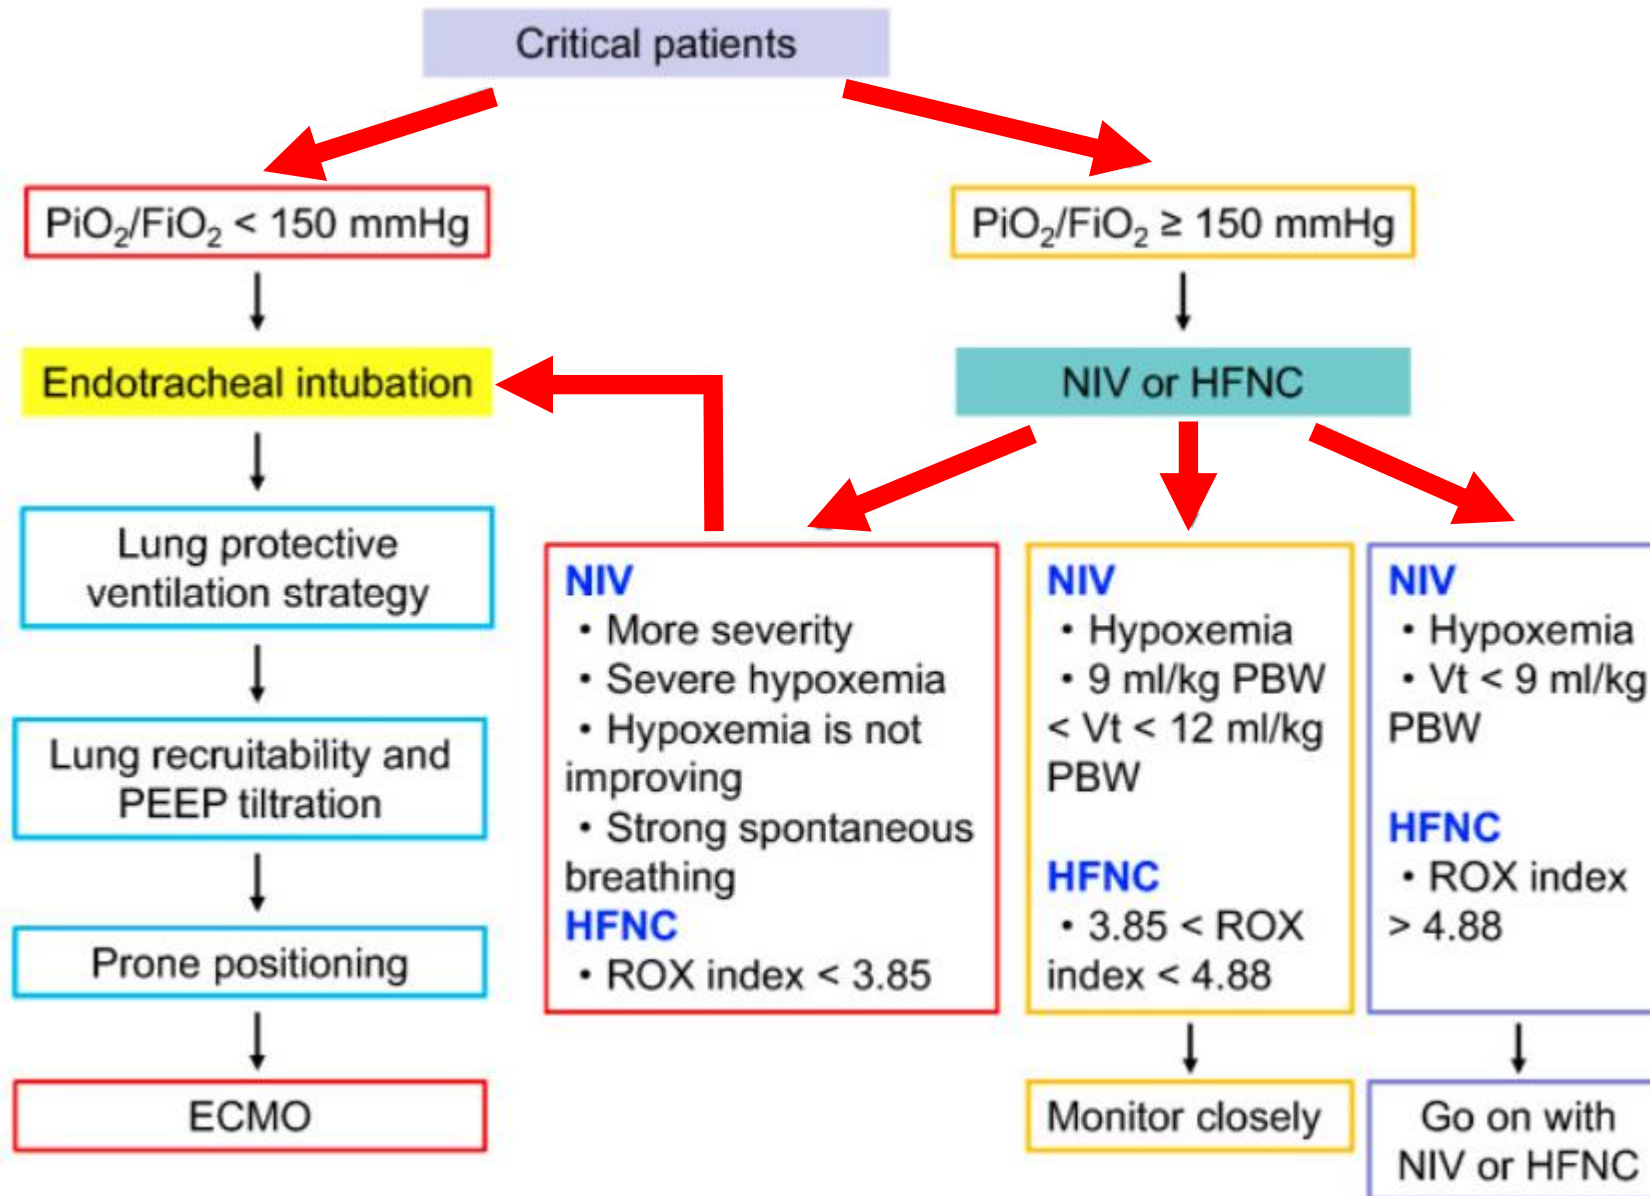 Critical patients
PiO₂/FiO₂ < 150 mmHg
PiO₂/FiO₂ ≥ 150 mmHg
Endotracheal intubation
NIV or HFNC
Lung protective
ventilation strategy
Lung recruitability and
PEEP tiltration
Prone positioning
ECMO
NIV
• More severity
• Severe hypoxemia
• Hypoxemia is not
improving
• Strong spontaneous
breathing
HFNC
• ROX index < 3.85
NIV
• Hypoxemia
• 9 ml/kg PBW
< Vt < 12 ml/kg
PBW
HFNC
• 3.85 < ROX
index < 4.88
Monitor closely
NIV
• Hypoxemia
• Vt < 9 ml/kg
PBW
HFNC
• ROX index
> 4.88
Go on with
NIV or HFNC